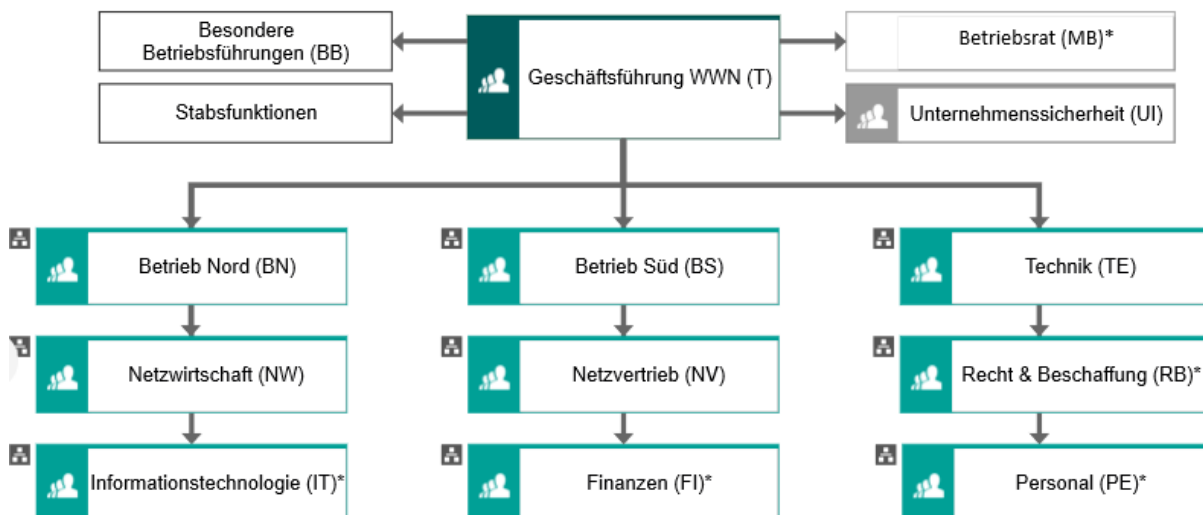 Besondere
Betriebsführungen (BB)
Geschäftsführung WWN (T)
Betriebsrat (MB)*
Stabsfunktionen
Unternehmenssicherheit (UI)
Betrieb Nord (BN)
Betrieb Süd (BS)
Technik (TE)
Netzwirtschaft (NW)
Netzvertrieb (NV)
Recht & Beschaffung (RB)*
Informationstechnologie (IT)*
Finanzen (FI)*
Personal (PE)*